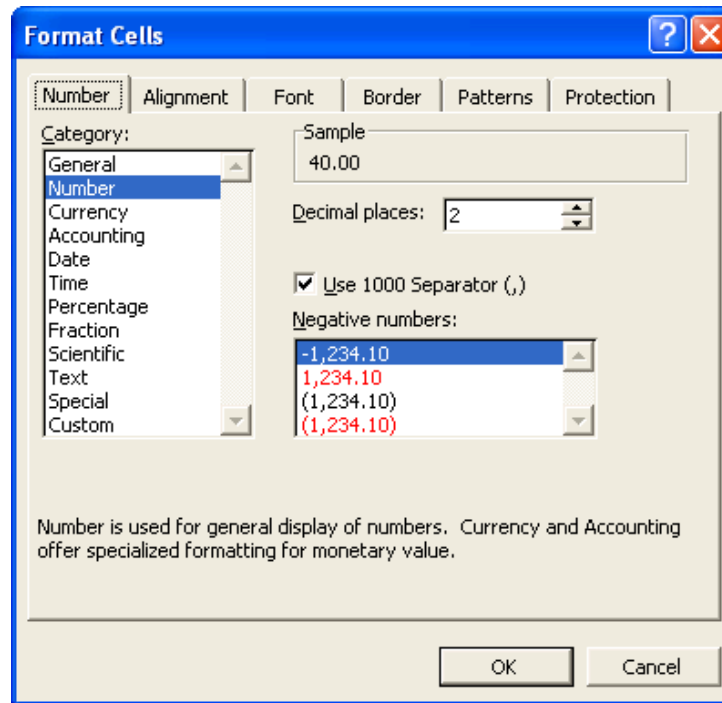 Format Cells
Number Alignment Font Border Patterns Protection
Category:
General
Number
Currency
Accounting
Date
Time
Percentage
Fraction
Scientific
Text
Special
Custom
Sample
40.00
Decimal places: 2
Use 1000 Separator (,)
Negative numbers:
-1,234.10
1,234.10
(1,234.10)
(1,234.10)
Number is used for general display of numbers. Currency and Accounting
offer specialized formatting for monetary value.
OK Cancel